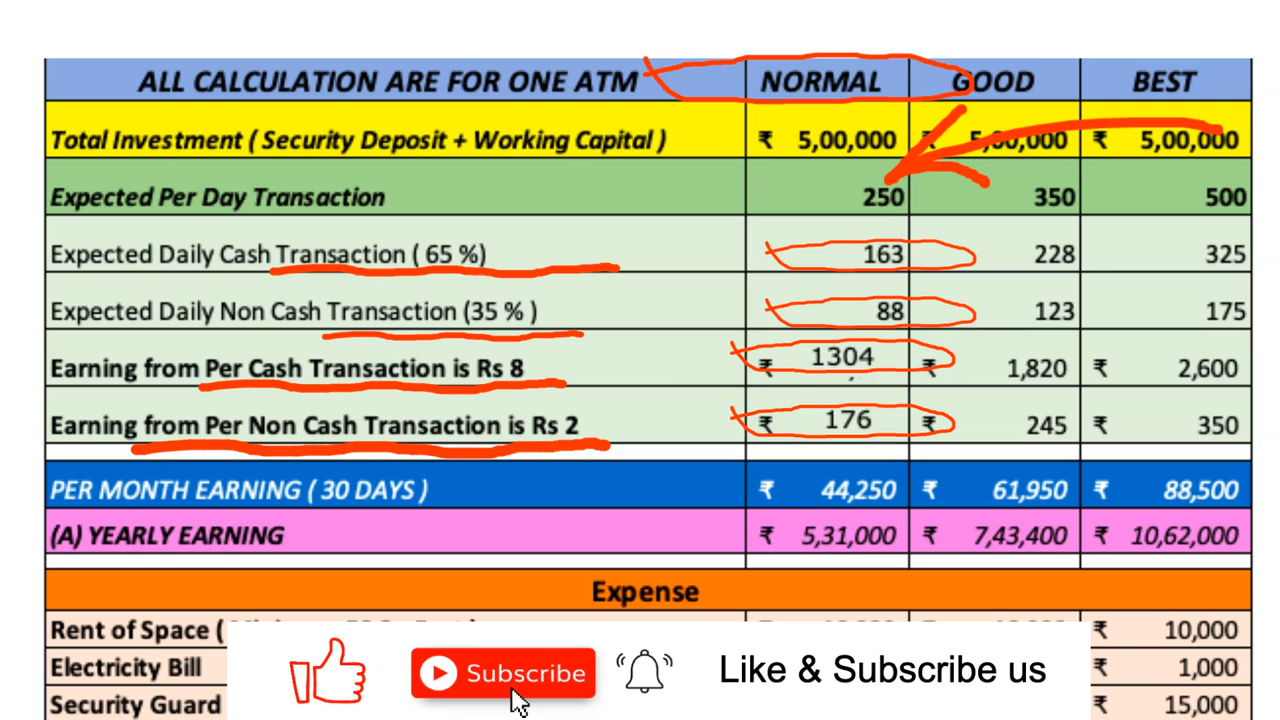 ALL CALCULATION ARE FOR ONE ATM NORMAL GOOD BEST
Total Investment ( Security Deposit + Working Capital ) ₹ 5,00,000 ₹ 5,00,000 ₹ 5,00,000
Expected Per Day Transaction 250 350 500
Expected Daily Cash Transaction ( 65 %) 163 228 325
Expected Daily Non Cash Transaction (35 % ) 88 123 175
Earning from Per Cash Transaction is Rs 8 ₹ 1304 ₹ 1,820 ₹ 2,600
Earning from Per Non Cash Transaction is Rs 2 ₹ 176 ₹ 245 ₹ 350
PER MONTH EARNING ( 30 DAYS ) ₹ 44,250 ₹ 61,950 ₹ 88,500
(A) YEARLY EARNING ₹ 5,31,000 ₹ 7,43,400 ₹ 10,62,000
Expense
Rent of Space ( ₹ 10,000
Electricity Bill ₹ 1,000
Security Guard ₹ 15,000
Subscribe
Like & Subscribe us